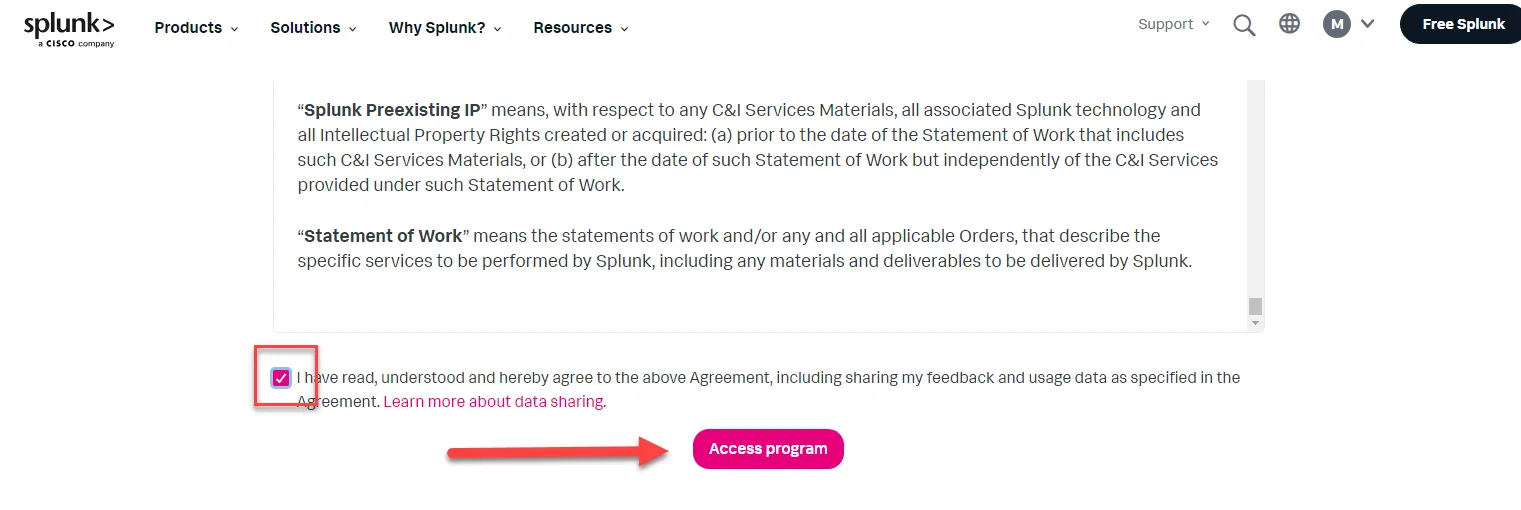 splunk>
a CISCO company
Products
Solutions
Why Splunk?
Resources
Support
M
Free Splunk
“Splunk Preexisting IP” means, with respect to any C&I Services Materials, all associated Splunk technology and
all Intellectual Property Rights created or acquired: (a) prior to the date of the Statement of Work that includes
such C&I Services Materials, or (b) after the date of such Statement of Work but independently of the C&I Services
provided under such Statement of Work.
“Statement of Work” means the statements of work and/or any and all applicable Orders, that describe the
specific services to be performed by Splunk, including any materials and deliverables to be delivered by Splunk.
I have read, understood and hereby agree to the above Agreement, including sharing my feedback and usage data as specified in the
Agreement. Learn more about data sharing.
Access program